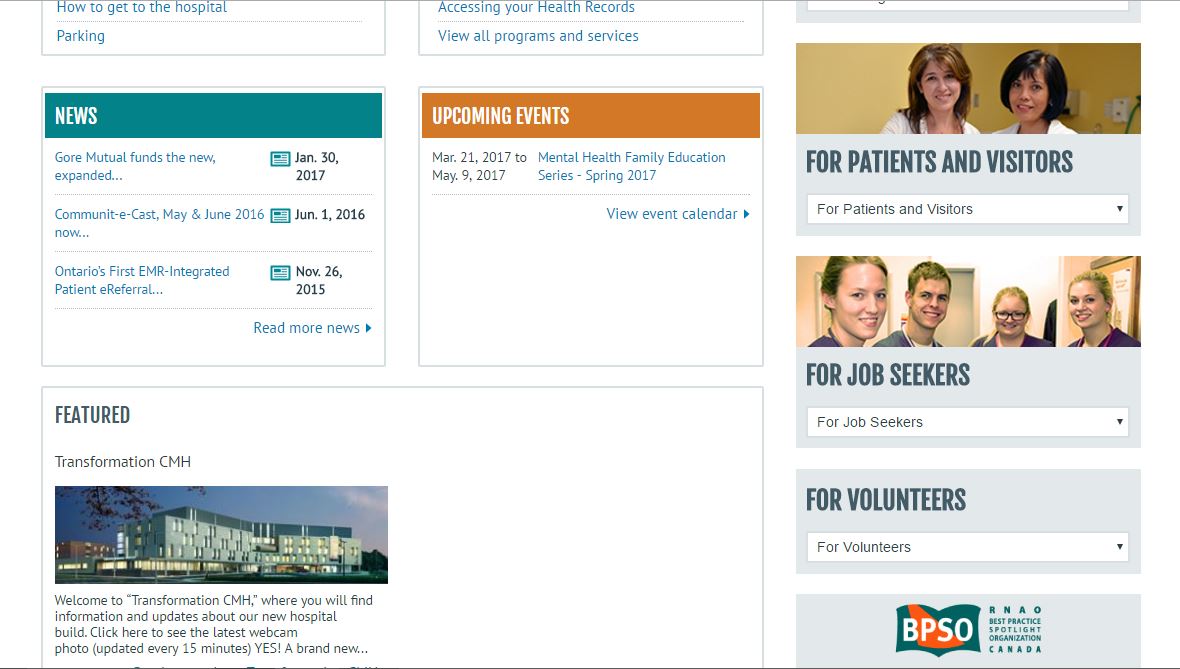 How to get to the hospital
Parking
Accessing your Health Records
View all programs and services
NEWS
Gore Mutual funds the new,
expanded...
Jan. 30,
2017
Communit-e-Cast, May & June 2016
now...
Jun. 1, 2016
Ontario's First EMR-Integrated
Patient eReferral...
Nov. 26,
2015
Read more news
UPCOMING EVENTS
Mar. 21, 2017 to
May. 9, 2017
Mental Health Family Education
Series - Spring 2017
View event calendar
FEATURED
Transformation CMH
Welcome to “Transformation CMH,” where you will find
information and updates about our new hospital
build. Click here to see the latest webcam
photo (updated every 15 minutes) YES! A brand new...
FOR PATIENTS AND VISITORS
For Patients and Visitors
FOR JOB SEEKERS
For Job Seekers
FOR VOLUNTEERS
For Volunteers
BPSO
RNAO
BEST PRACTICE
SPOTLIGHT
ORGANIZATION
CANADA